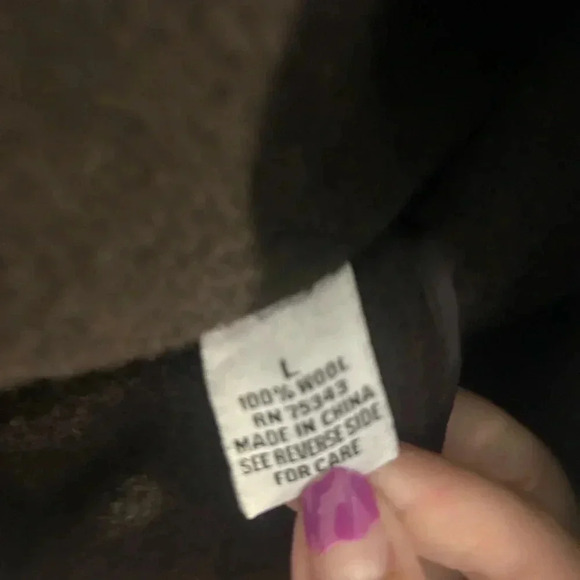 L
100% WOOL
RN 75343
MADE IN CHINA
SEE REVERSE SIDE
FOR CARE